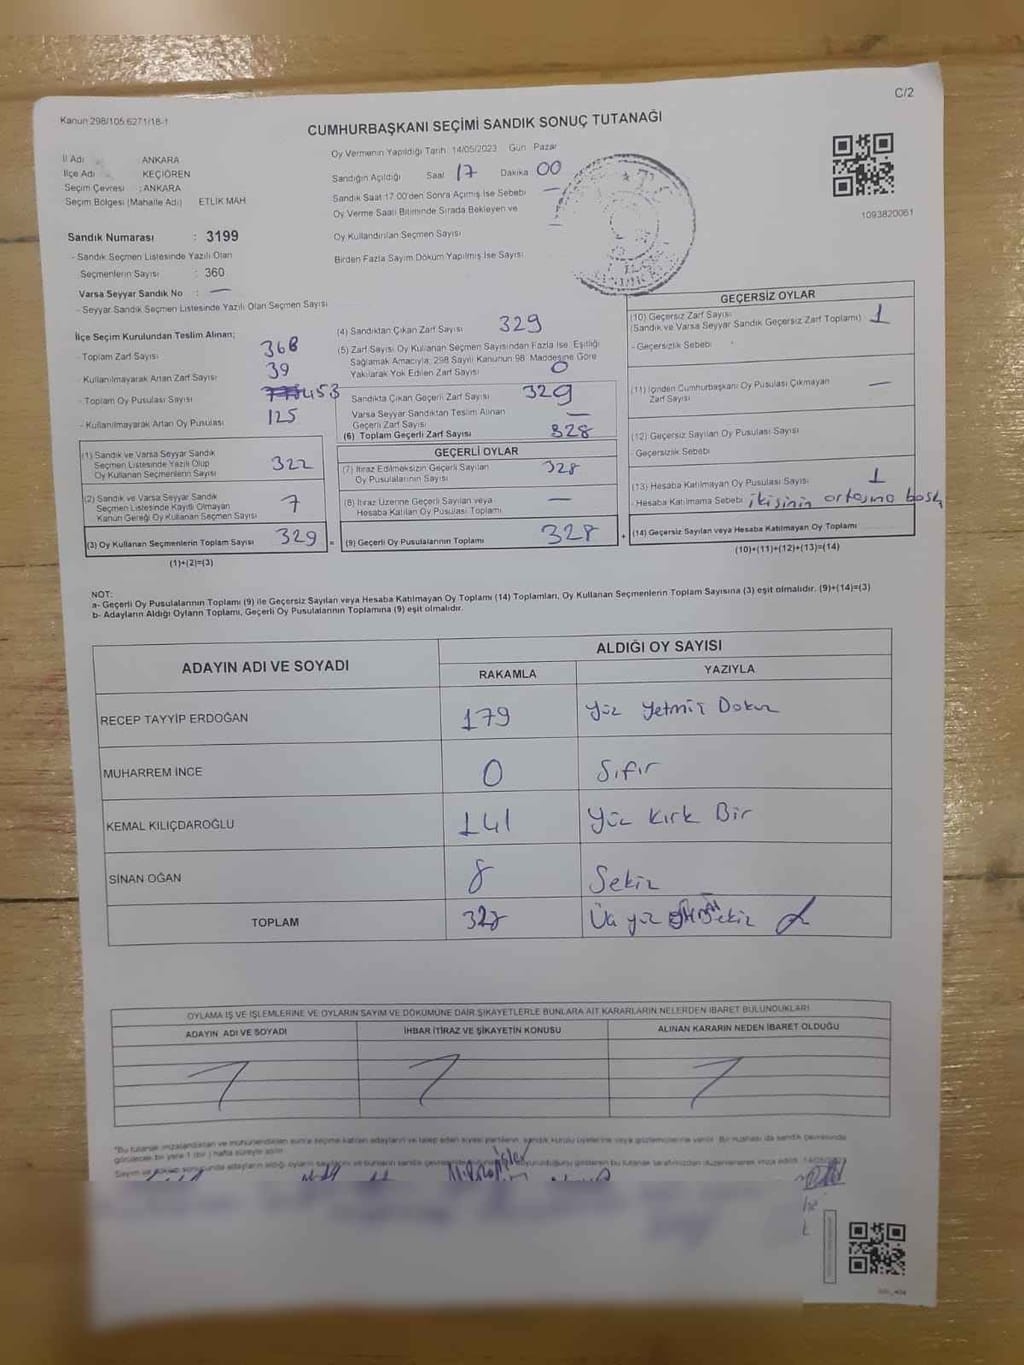 C/2
Kanun 298/105 6271/18-1
CUMHURBAŞKANI SEÇİMİ SANDIK SONUÇ TUTANAĞI
İl Adı ANKARA
İlçe Adı KEÇİÖREN
Seçim Çevresi : ANKARA
Seçim Bölgesi (Mahalle Adı) ETLİK MAH
Sandık Numarası : 3199
- Sandık Seçmen Listesinde Yazılı Olan
Seçmenlerin Sayısı : 360
Varsa Seyyar Sandık No : —
- Seyyar Sandık Seçmen Listesinde Yazılı Olan Seçmen Sayısı
Oy Vermenin Yapıldığı Tarih 14/05/2023 Gün Pazar
Sandığın Açıldığı Saat 17 Dakika 00
Sandık Saat 17 00'den Sonra Açımış İse Sebebi —
Oy Verme Saati Bitiminde Sırada Bekleyen ve
Oy Kullandırılan Seçmen Sayısı
Birden Fazla Sayım Döküm Yapılmış İse Sayısı
1093820061
İlçe Seçim Kurulundan Teslim Alınan;
- Toplam Zarf Sayısı 368
- Kullanılmayarak Artan Zarf Sayısı 39
- Toplam Oy Pusulası Sayısı 453
- Kullanılmayarak Artan Oy Pusulası 125
(1) Sandık ve Varsa Seyyar Sandık
Seçmen Listesinde Yazılı Olup
Oy Kullanan Seçmenlerin Sayısı 322
(2) Sandık ve Varsa Seyyar Sandık
Seçmen Listesinde Kayıtlı Olmayan
Kanun Gereği Oy Kullanan Seçmen Sayısı 7
(3) Oy Kullanan Seçmenlerin Toplam Sayısı 329 =
(1)+(2)=(3)
(4) Sandıktan Çıkan Zarf Sayısı 329
(5) Zarf Sayısı Oy Kullanan Seçmen Sayısından Fazla İse, Eşitliği
Sağlamak Amacıyla, 298 Sayılı Kanunun 98. Maddesine Göre
Yakılarak Yok Edilen Zarf Sayısı 0
Sandıkta Çıkan Geçerli Zarf Sayısı 329
Varsa Seyyar Sandıktan Teslim Alınan
Geçerli Zarf Sayısı —
(6) Toplam Geçerli Zarf Sayısı 328
GEÇERLİ OYLAR
(7) İtiraz Edilmeksizin Geçerli Sayılan
Oy Pusulasının Sayısı 328
(8) İtiraz Üzerine Geçerli Sayılan veya
Hesaba Katılan Oy Pusulası Toplamı —
(9) Geçerli Oy Pusulalarının Toplamı 328 +
GEÇERSİZ OYLAR
(10) Geçersiz Zarf Sayısı
(Sandık ve Varsa Seyyar Sandık Geçersiz Zarf Toplamı) 1
- Geçersizlik Sebebi
(11) İçinden Cumhurbaşkanı Oy Pusulası Çıkmayan
Zarf Sayısı —
(12) Geçersiz Sayılan Oy Pusulası Sayısı
Geçersizlik Sebebi
(13) Hesaba Katılmayan Oy Pusulası Sayısı 1
- Hesaba Katılmama Sebebi ikisinin ortasına baskı
(14) Geçersiz Sayılan veya Hesaba Katılmayan Oy Toplamı
(10)+(11)+(12)+(13)=(14)
NOT:
a- Geçerli Oy Pusulalarının Toplamı (9) ile Geçersiz Sayılan veya Hesaba Katılmayan Oy Toplamı (14) Toplamları, Oy Kullanan Seçmenlerin Toplam Sayısına (3) eşit olmalıdır. (9)+(14)=(3)
b- Adayların Aldığı Oyların Toplamı, Geçerli Oy Pusulalarının Toplamına (9) eşit olmalıdır.
ADAYIN ADI VE SOYADI ALDIĞI OY SAYISI
RAKAMLA YAZIYLA
RECEP TAYYİP ERDOĞAN 179 Yüz Yetmiş Dokuz
MUHARREM İNCE 0 Sıfır
KEMAL KILIÇDAROĞLU 141 Yüz Kırk Bir
SİNAN OĞAN 8 Sekiz
TOPLAM 328 Üç yüz Sekiz
OYLAMA İŞ VE İŞLEMLERİNE VE OYLARIN SAYIM VE DÖKÜMÜNE DAİR ŞİKAYETLERLE BUNLARA AİT KARARLARIN NELERDEN İBARET BULUNDUKLARI
ADAYIN ADI VE SOYADI İHBAR İTİRAZ VE ŞİKAYETİN KONUSU ALINAN KARARIN NEDEN İBARET OLDUĞU